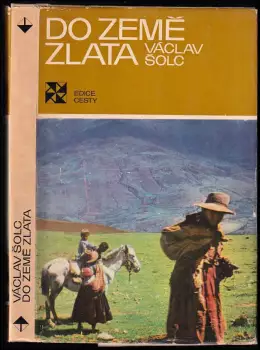 DO ZEMĚ
ZLATA
VÁCLAV
ŠOLC
EDICE
CESTY
VÁCLAV ŠOLC
DO ZEMĚ ZLATA